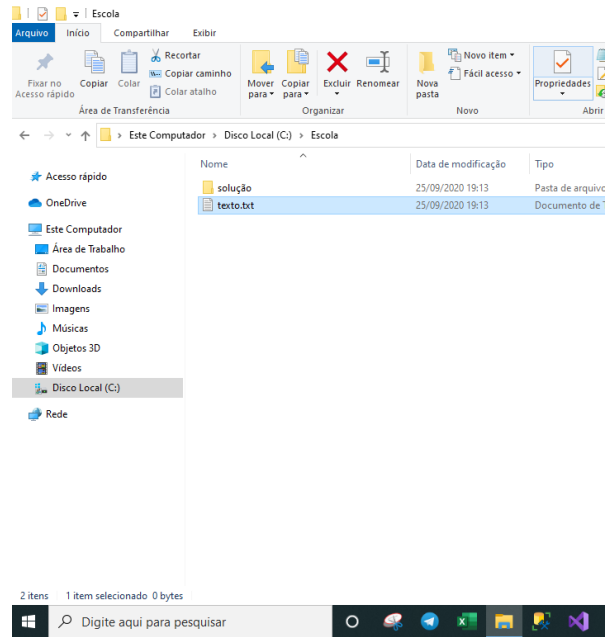 Escola
Arquivo Início Compartilhar Exibir
Fixar no
Acesso rápido
Copiar
Colar
Recortar
Copiar caminho
Colar atalho
Área de Transferência
Mover
para
Copiar
para
Excluir
Renomear
Organizar
Nova
pasta
Novo item
Fácil acesso
Novo
Propriedades
Abrir
Este Computador > Disco Local (C:) > Escola
Nome Data de modificação Tipo
solução 25/09/2020 19:13 Pasta de arquivo
texto.txt 25/09/2020 19:13 Documento de
Acesso rápido
OneDrive
Este Computador
Área de Trabalho
Documentos
Downloads
Imagens
Músicas
Objetos 3D
Vídeos
Disco Local (C:)
Rede
2 itens 1 item selecionado 0 bytes
Digite aqui para pesquisar